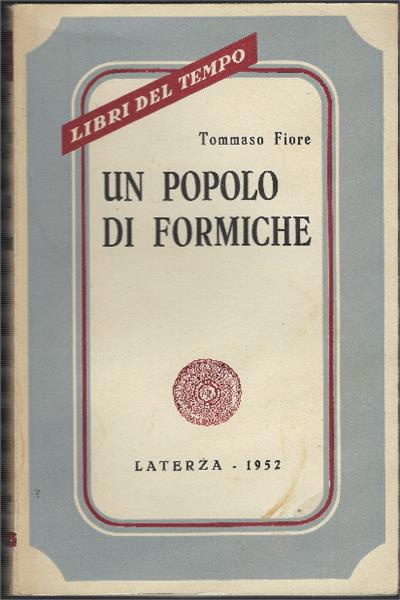 LIBRI DEL TEMPO
Tommaso Fiore
UN POPOLO
DI FORMICHE
LATERZA - 1952